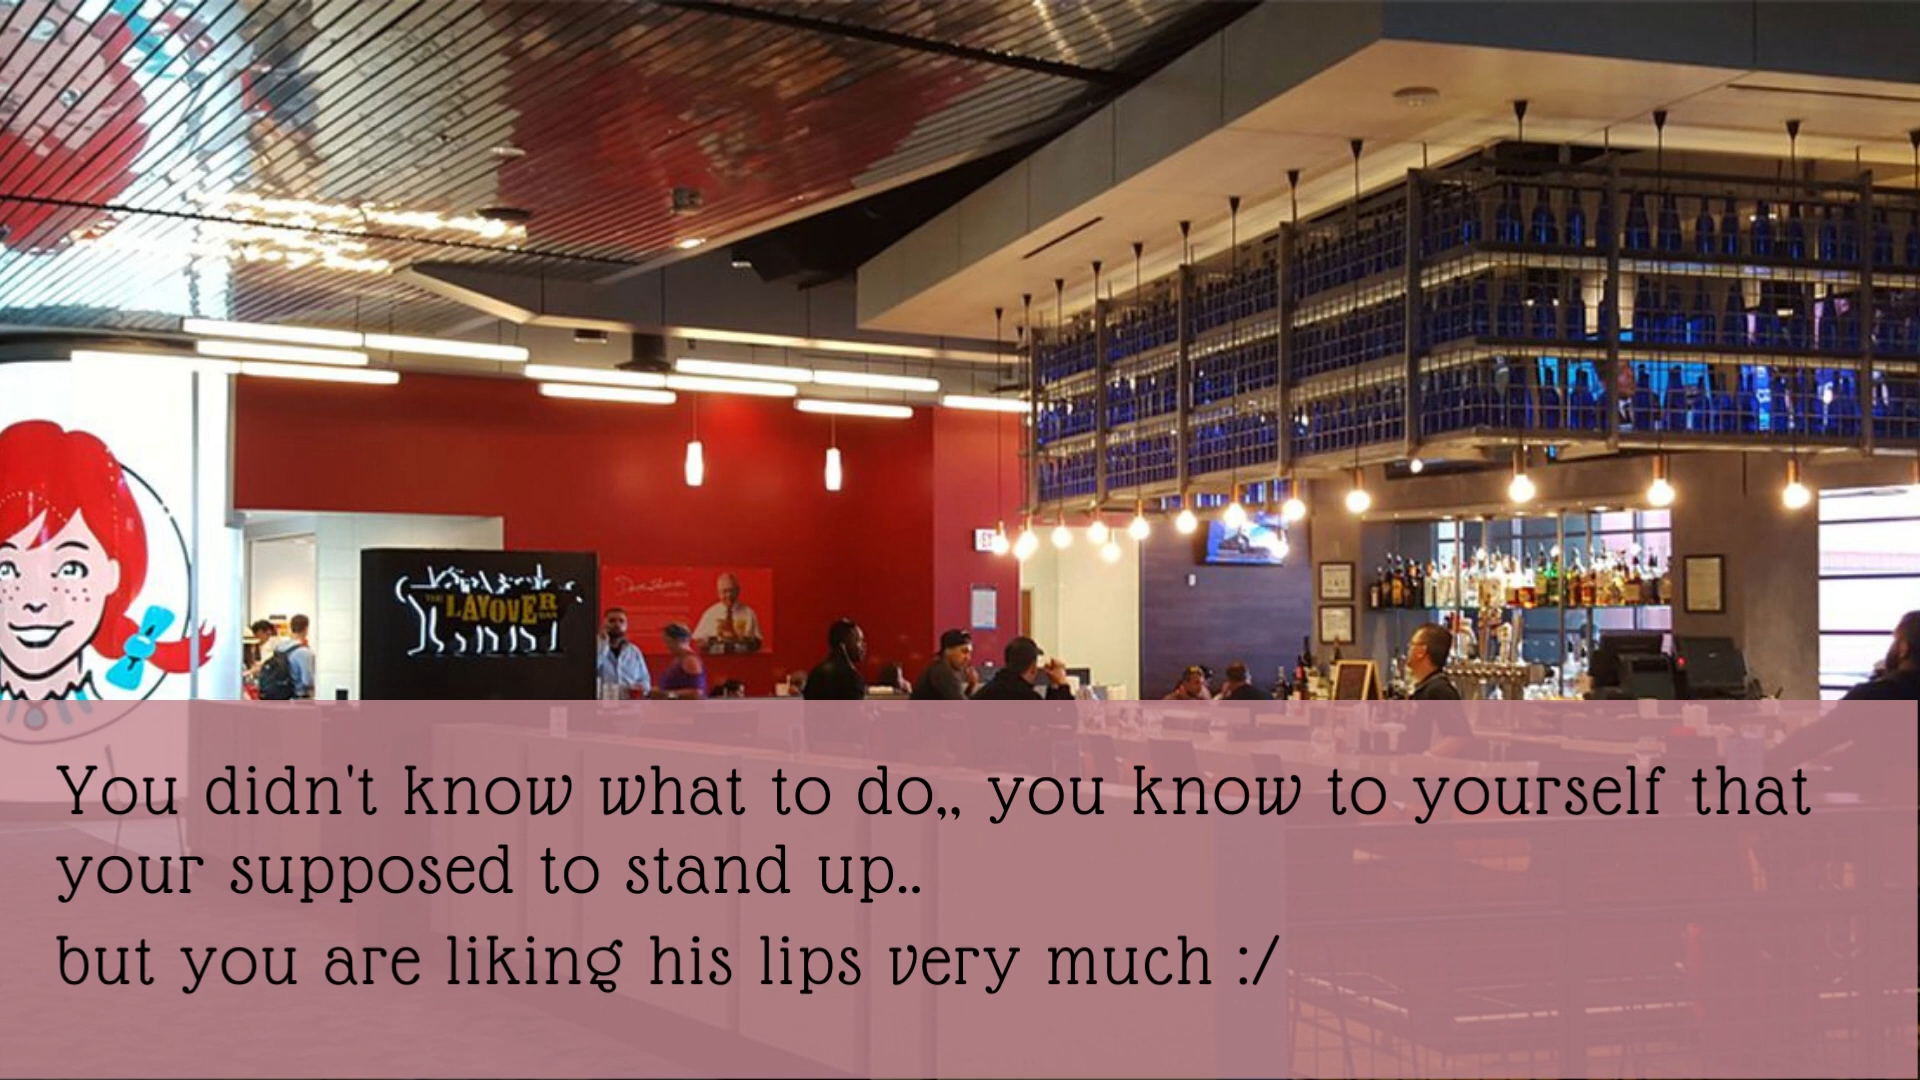 THE
LAYOVER
BAR
You didn't know what to do,, you know to yourself that
your supposed to stand up..
but you are liking his lips very much :/